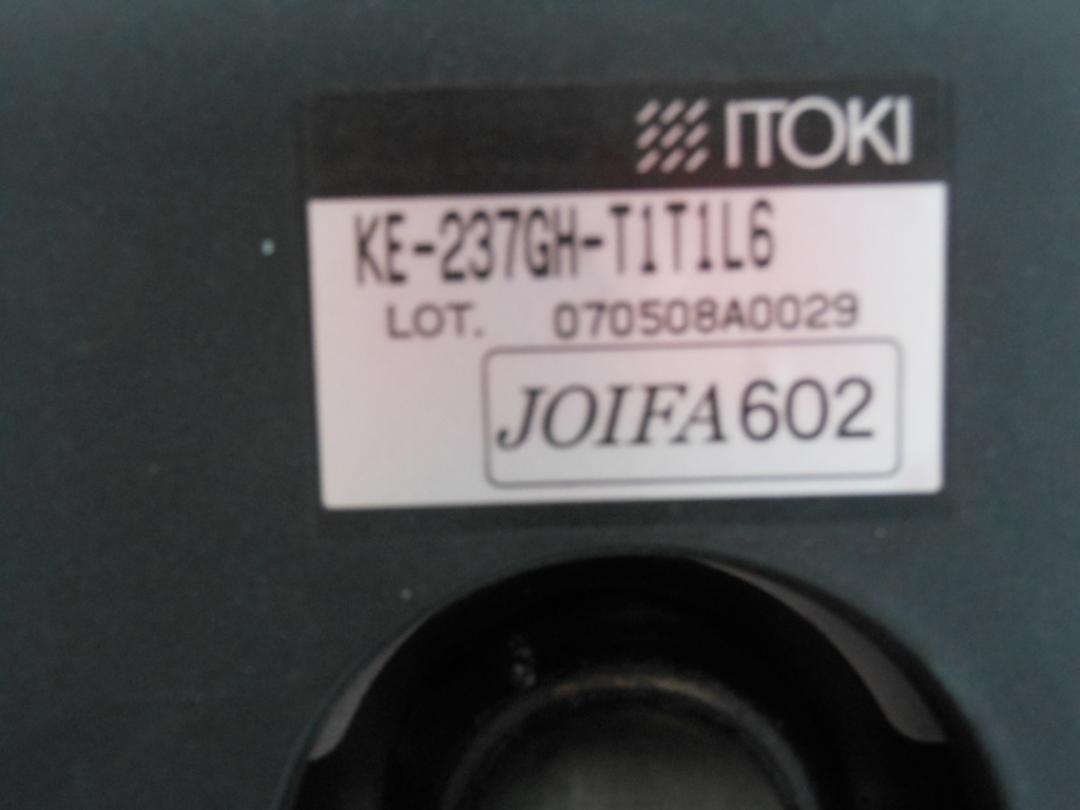 ITOKI
KE-237GH-T1T1L6
LOT. 070508A0029
JOIFA602